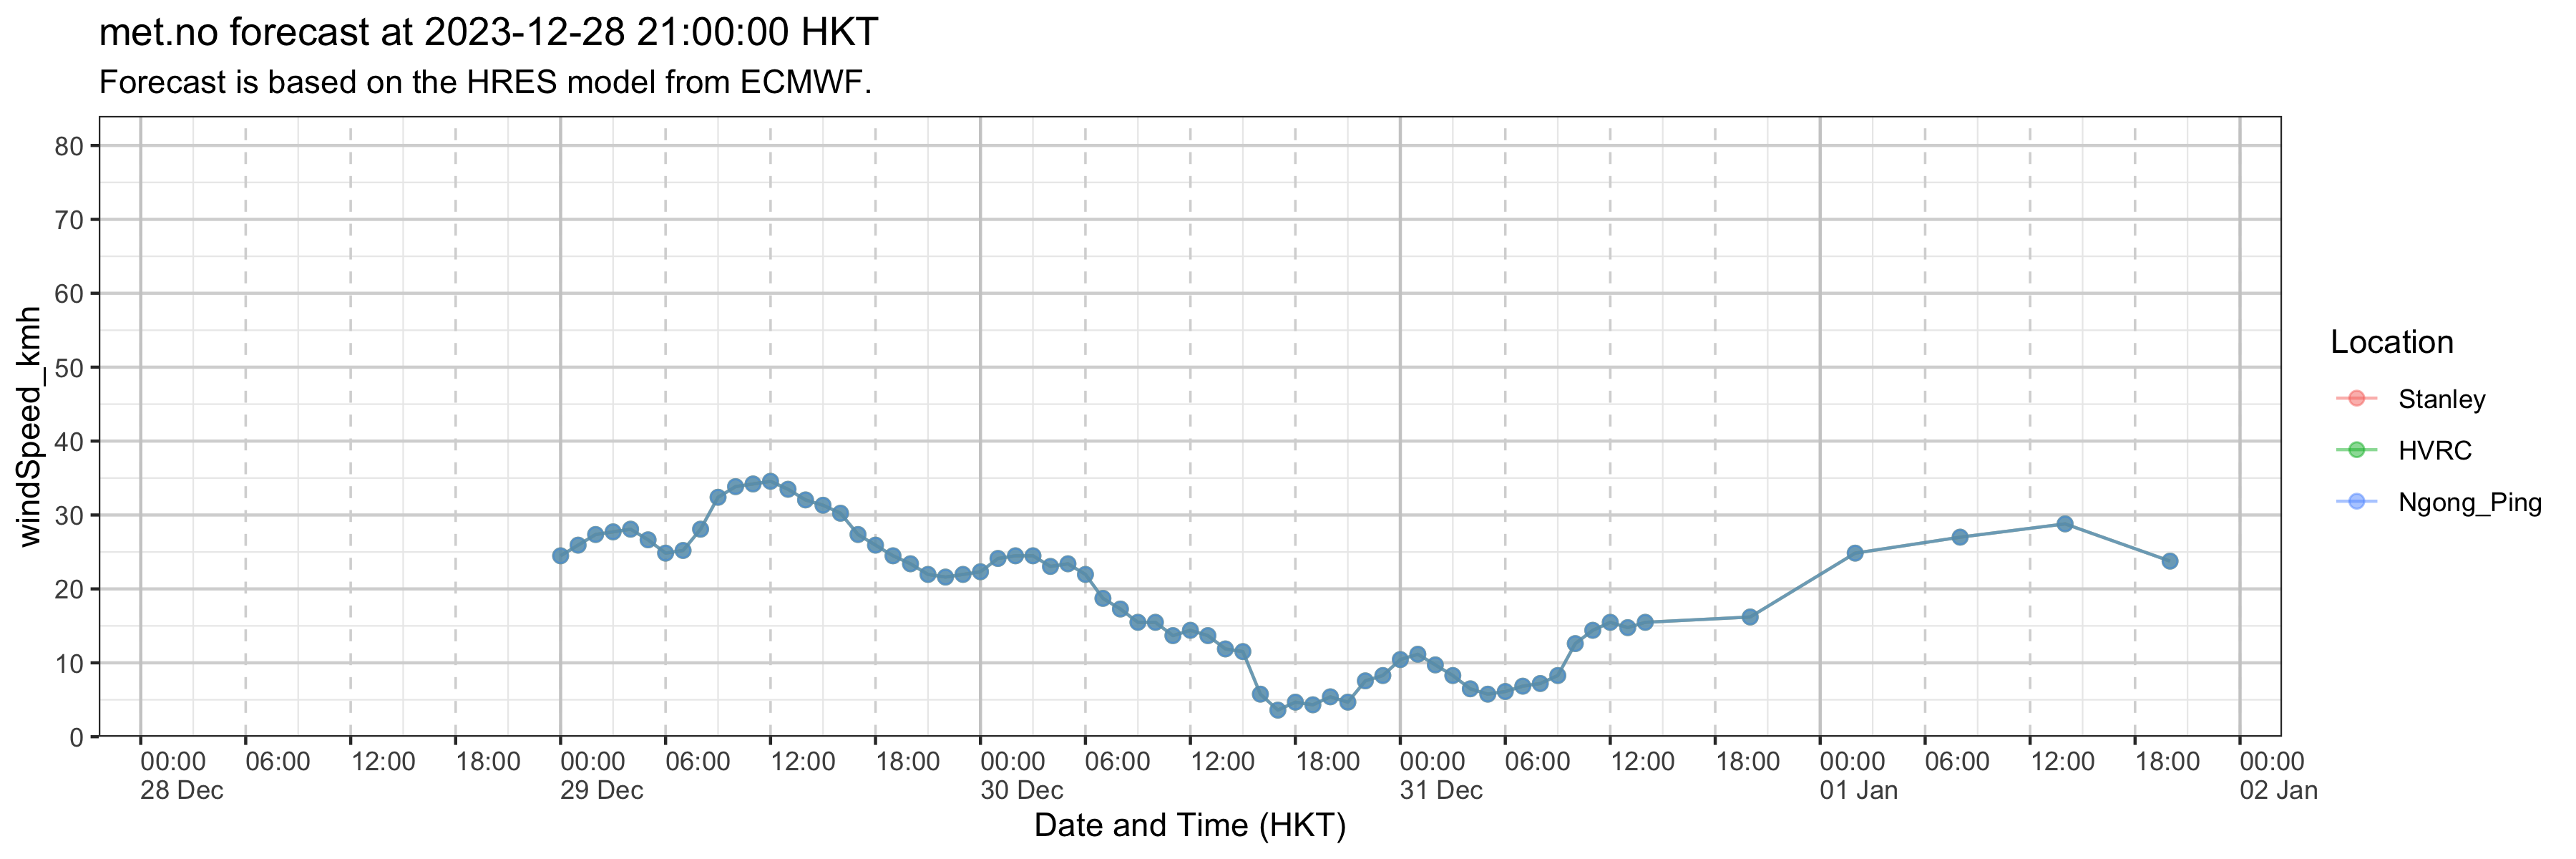 met.no forecast at 2023-12-28 21:00:00 HKT
Forecast is based on the HRES model from ECMWF.
windSpeed_kmh
80
70
60
50
40
30
20
10
0
00:00 06:00 12:00 18:00 00:00 06:00 12:00 18:00 00:00 06:00 12:00 18:00 00:00 06:00 12:00 18:00 00:00 06:00 12:00 18:00 00:00
28 Dec 29 Dec 30 Dec 31 Dec 01 Jan 02 Jan
Date and Time (HKT)
Location
Stanley
HVRC
Ngong_Ping